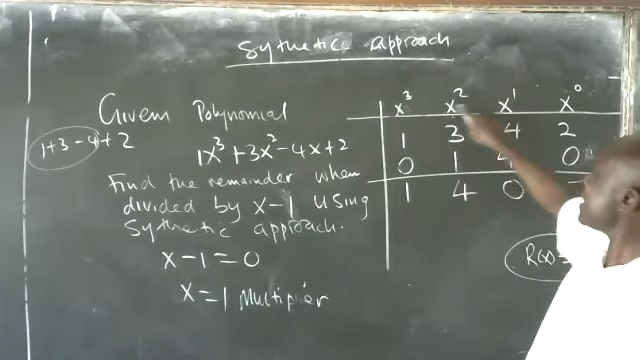 Sythetic approach
Given Polynomial
1+3-4+2
1x³+3x²-4x+2
Find the remainder when
divided by x-1 using
Sythetic approach.
x-1=0
x=1 Multiplier
x³ x² x¹ x⁰
1 3 4 2
0 1 4 0
1 4 0
R(x)=